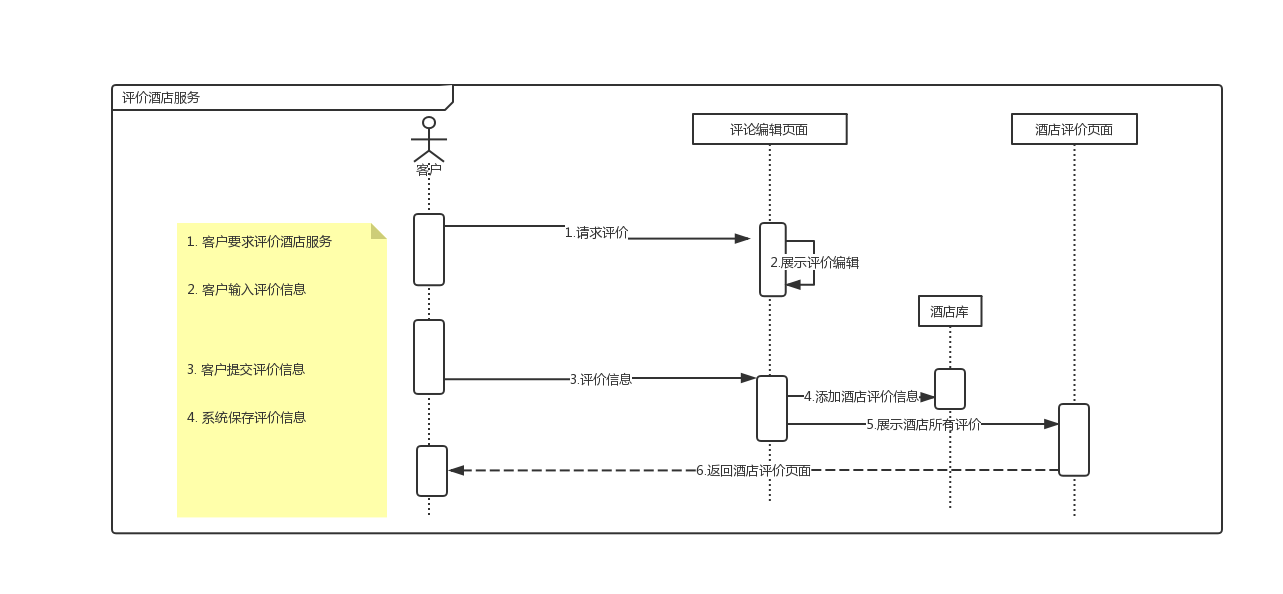 评价酒店服务
客户
评论编辑页面
酒店评价页面
1. 客户要求评价酒店服务
2. 客户输入评价信息
3. 客户提交评价信息
4. 系统保存评价信息
1.请求评价
2.展示评价编辑
酒店库
3.评价信息
4.添加酒店评价信息
5.展示酒店所有评价
6.返回酒店评价页面